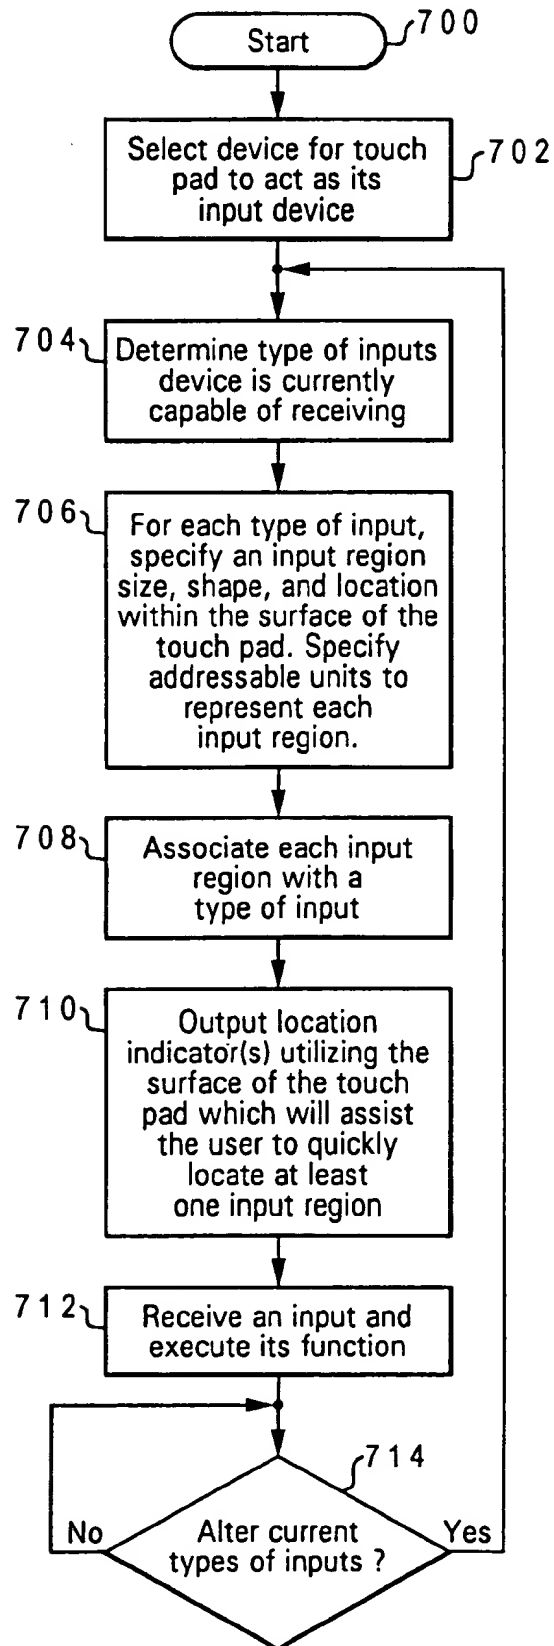 Start
700
Select device for touch
pad to act as its
input device
702
704
Determine type of inputs
device is currently
capable of receiving
706
For each type of input,
specify an input region
size, shape, and location
within the surface of the
touch pad. Specify
addressable units to
represent each
input region.
708
Associate each input
region with a
type of input
710
Output location
indicator(s) utilizing the
surface of the touch
pad which will assist
the user to quickly
locate at least
one input region
712
Receive an input and
execute its function
714
No
Alter current
types of inputs ?
Yes